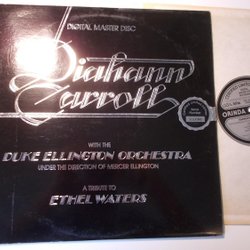 DIGITAL MASTER DISC
Diahann
Carroll
WITH THE
DUKE ELLINGTON ORCHESTRA
UNDER THE DIRECTION OF MERCER ELLINGTON
A TRIBUTE TO
ETHEL WATERS
ORINDA